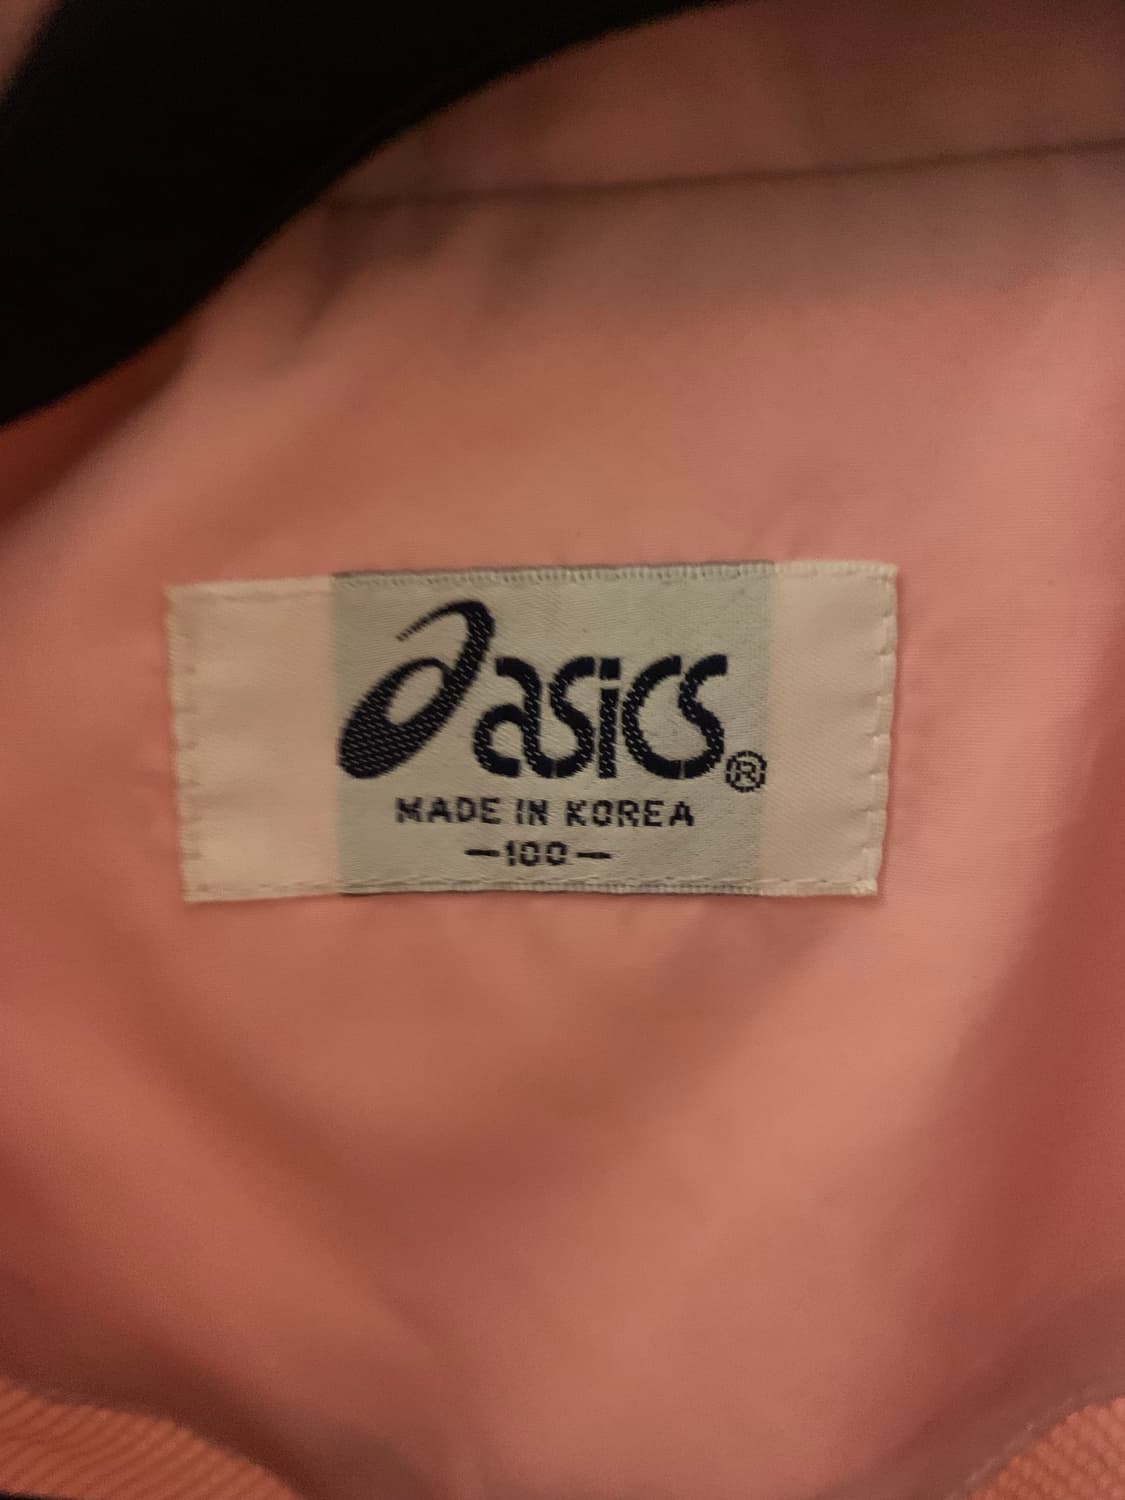 asics®
MADE IN KOREA
-100-